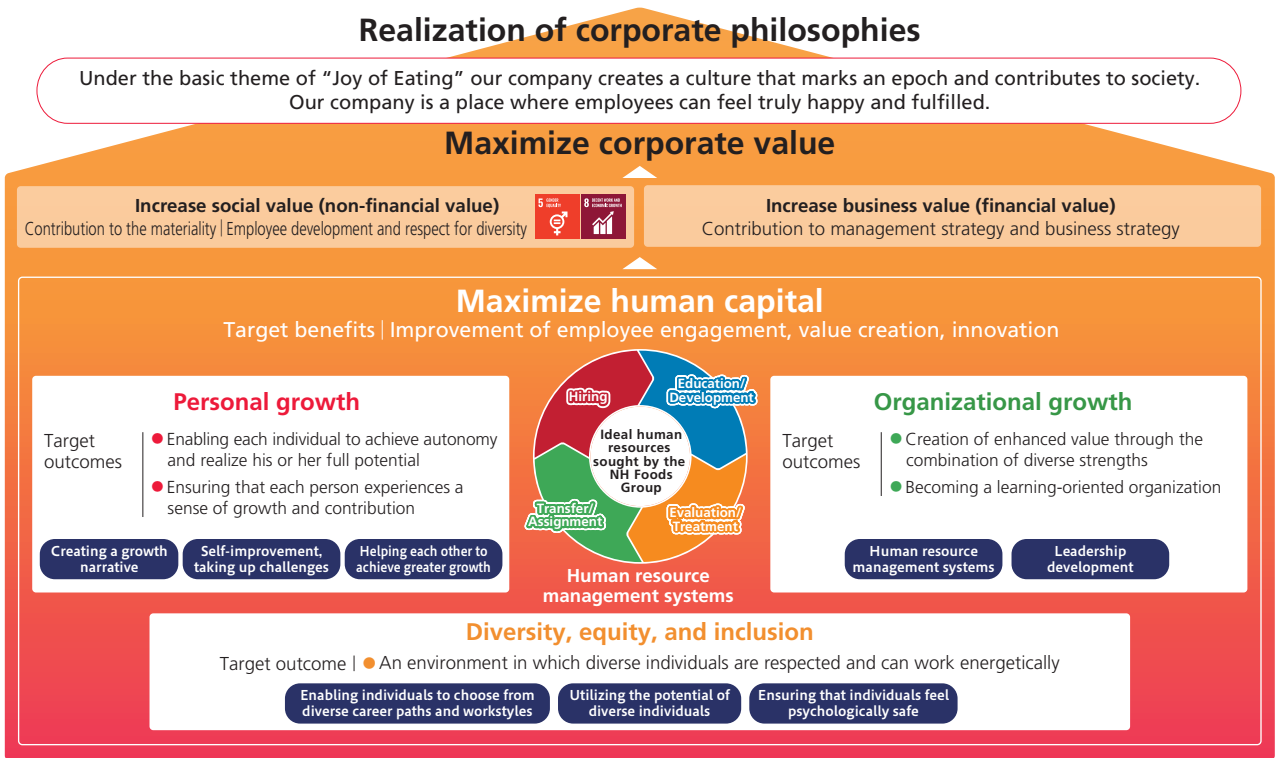 Realization of corporate philosophies
Under the basic theme of “Joy of Eating” our company creates a culture that marks an epoch and contributes to society.
Our company is a place where employees can feel truly happy and fulfilled.
Maximize corporate value
Increase social value (non-financial value)
Contribution to the materiality | Employee development and respect for diversity
5 GENDER
EQUALITY
8 DECENT WORK AND
ECONOMIC GROWTH
Increase business value (financial value)
Contribution to management strategy and business strategy
Maximize human capital
Target benefits | Improvement of employee engagement, value creation, innovation
Personal growth
Target
outcomes
● Enabling each individual to achieve autonomy
and realize his or her full potential
● Ensuring that each person experiences a
sense of growth and contribution
Creating a growth
narrative
Self-improvement,
taking up challenges
Helping each other to
achieve greater growth
Hiring
Education/
Development
Ideal human
resources
sought by the
NH Foods
Group
Transfer/
Assignment
Evaluation/
Treatment
Human resource
management systems
Organizational growth
Target
outcomes
● Creation of enhanced value through the
combination of diverse strengths
● Becoming a learning-oriented organization
Human resource
management systems
Leadership
development
Diversity, equity, and inclusion
Target outcome | ● An environment in which diverse individuals are respected and can work energetically
Enabling individuals to choose from
diverse career paths and workstyles
Utilizing the potential of
diverse individuals
Ensuring that individuals feel
psychologically safe